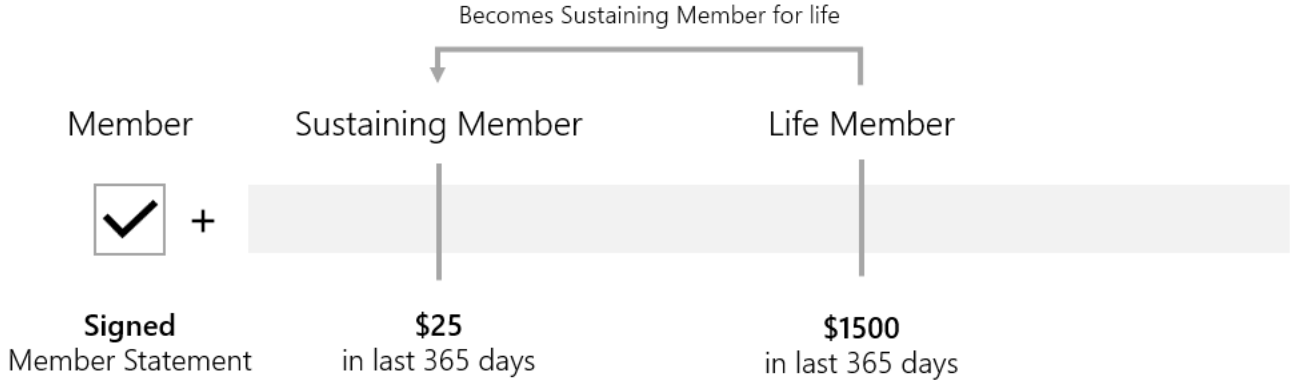 Becomes Sustaining Member for life
Member
Sustaining Member
Life Member
+
Signed
Member Statement
$25
in last 365 days
$1500
in last 365 days